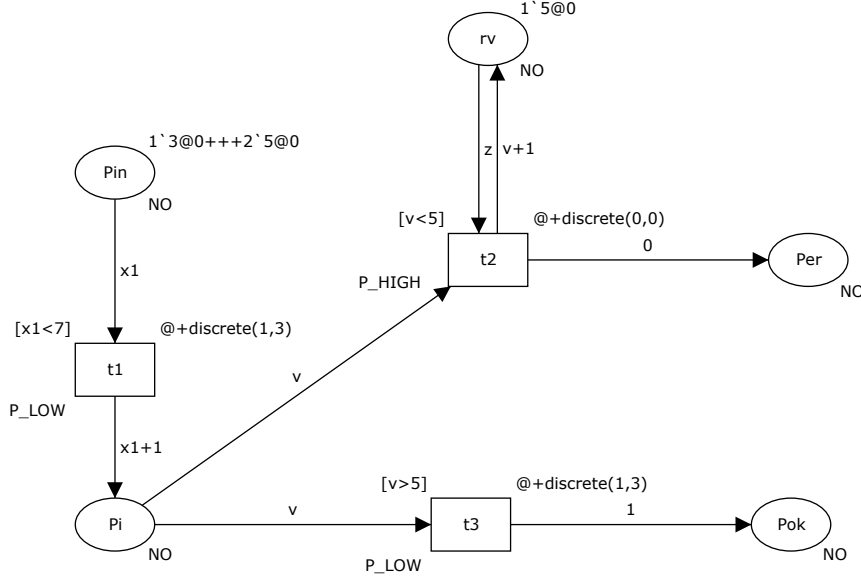 1`5@0
rv
NO
1`3@0+++2`5@0
Pin
NO
z
v+1
[v<5]
@+discrete(0,0)
t2
0
Per
NO
P_HIGH
x1
[x1<7]
@+discrete(1,3)
t1
P_LOW
v
x1+1
[v>5]
@+discrete(1,3)
Pi
NO
v
t3
1
Pok
NO
P_LOW